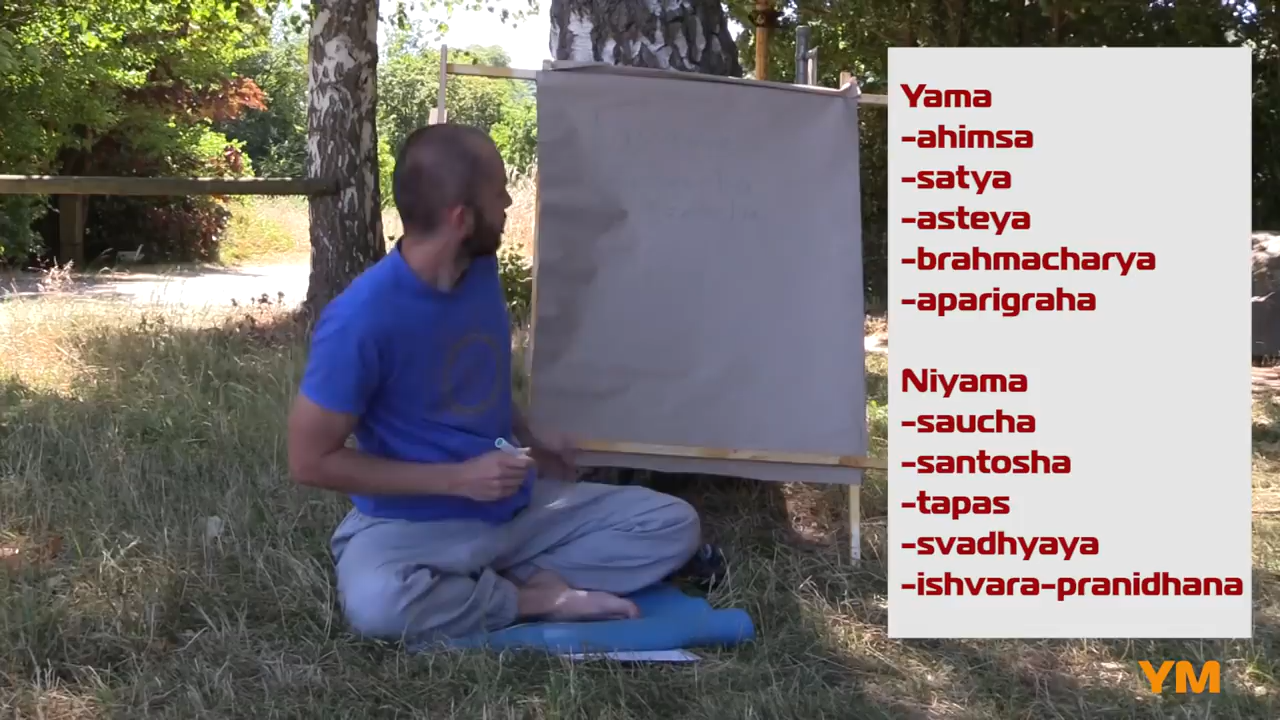 Yama
-ahimsa
-satya
-asteya
-brahmacharya
-aparigraha
Niyama
-saucha
-santosha
-tapas
-svadhyaya
-ishvara-pranidhana
YM